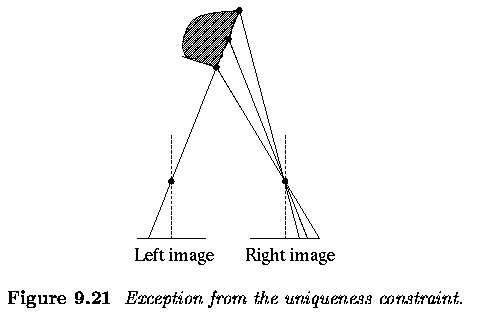 Left image
Right image
Figure 9.21 Exception from the uniqueness constraint.